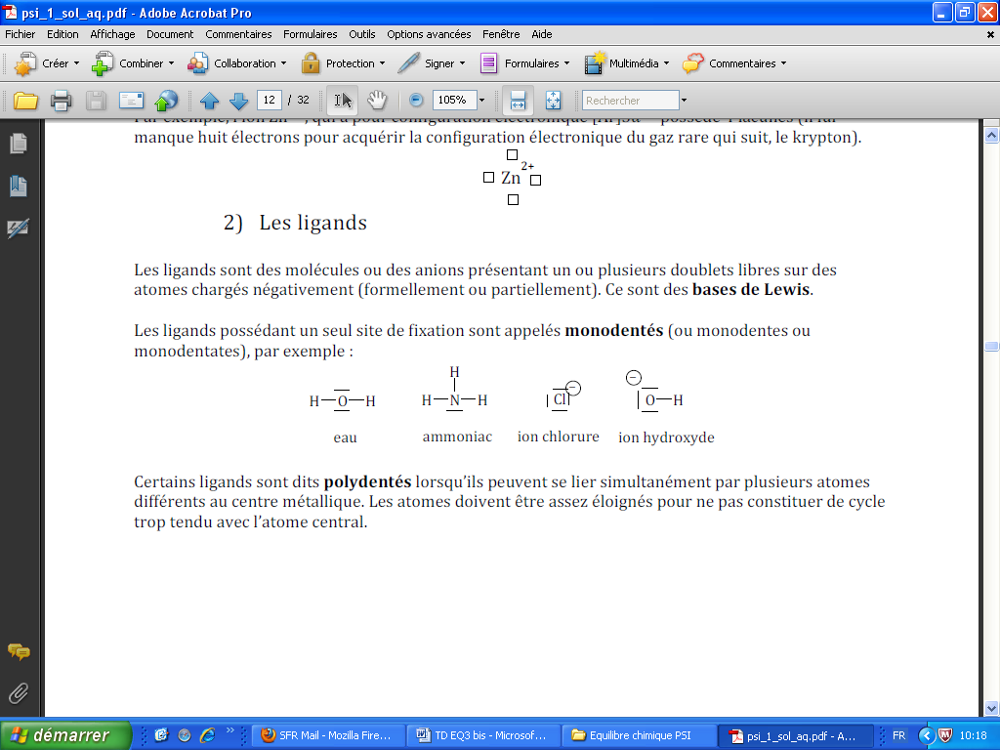 psi_1_sol_aq.pdf - Adobe Acrobat Pro
Fichier Edition Affichage Document Commentaires Formulaires Outils Options avancées Fenêtre Aide
Créer Combiner Collaboration Protection Signer Formulaires Multimédia Commentaires
12 / 32 105% Rechercher
manque huit électrons pour acquérir la configuration électronique du gaz rare qui suit, le krypton).
Zn2+
2) Les ligands
Les ligands sont des molécules ou des anions présentant un ou plusieurs doublets libres sur des
atomes chargés négativement (formellement ou partiellement). Ce sont des bases de Lewis.
Les ligands possédant un seul site de fixation sont appelés monodentés (ou monodentes ou
monodentates), par exemple :
H
H O H H N H Cl − − O H
eau ammoniac ion chlorure ion hydroxyde
Certains ligands sont dits polydentés lorsqu'ils peuvent se lier simultanément par plusieurs atomes
différents au centre métallique. Les atomes doivent être assez éloignés pour ne pas constituer de cycle
trop tendu avec l'atome central.
démarrer » SFR Mail - Mozilla Fire... TD EQ3 bis - Microsof... Equilibre chimique PSI psi_1_sol_aq.pdf - A... FR 10:18